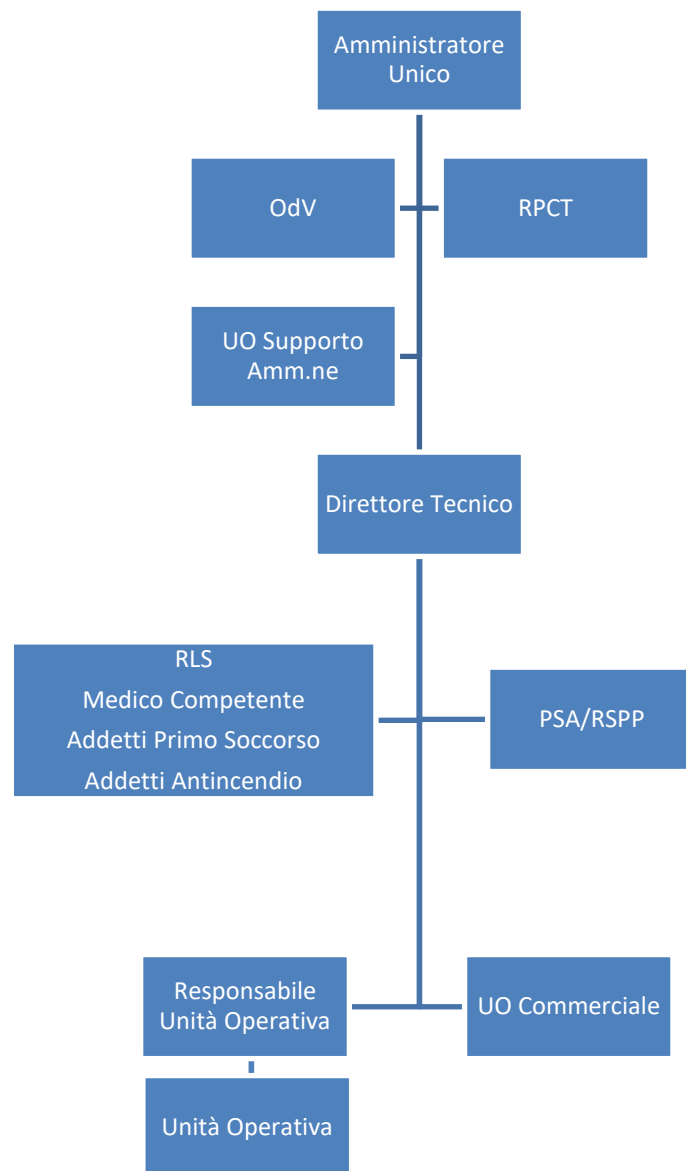 Amministratore
Unico
OdV
RPCT
UO Supporto
Amm.ne
Direttore Tecnico
RLS
Medico Competente
Addetti Primo Soccorso
Addetti Antincendio
PSA/RSPP
Responsabile
Unità Operativa
UO Commerciale
Unità Operativa